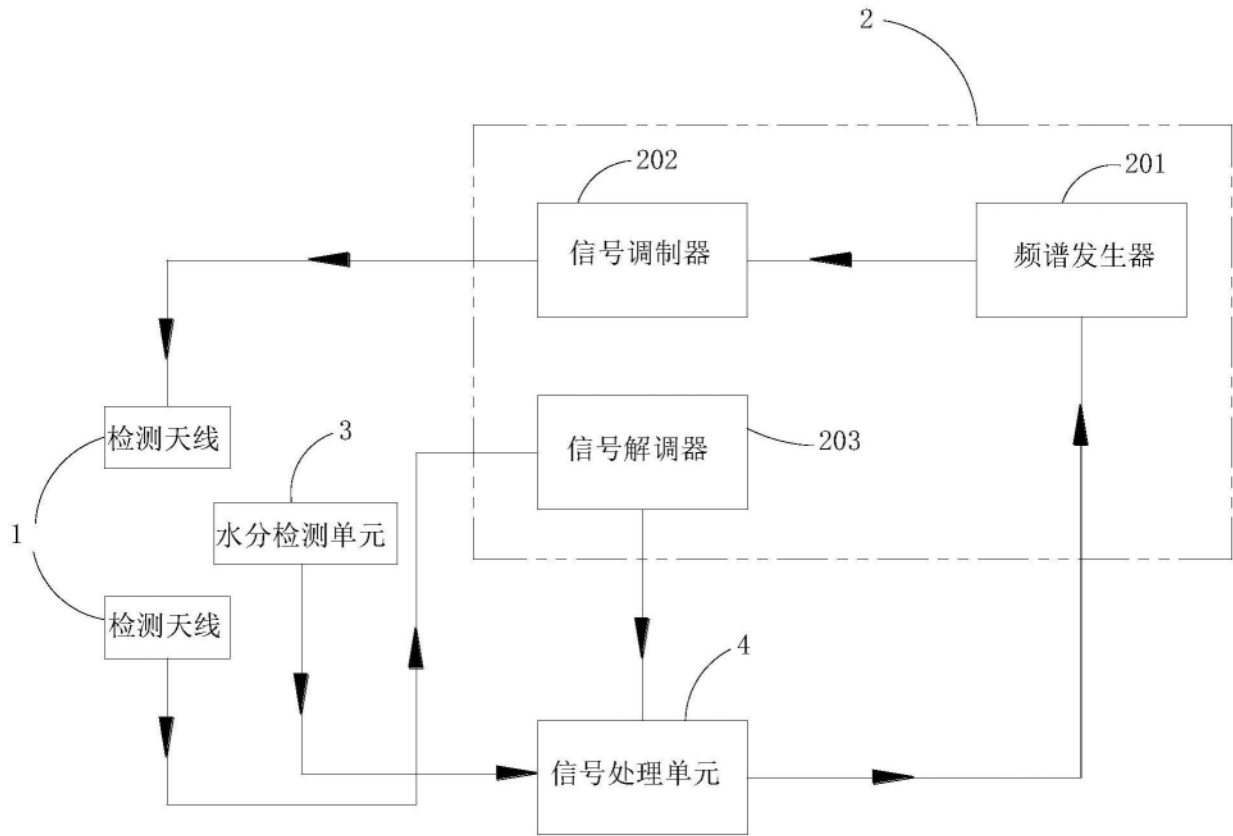 2
202
201
信号调制器
频谱发生器
检测天线
3
信号解调器
203
1
水分检测单元
检测天线
4
信号处理单元